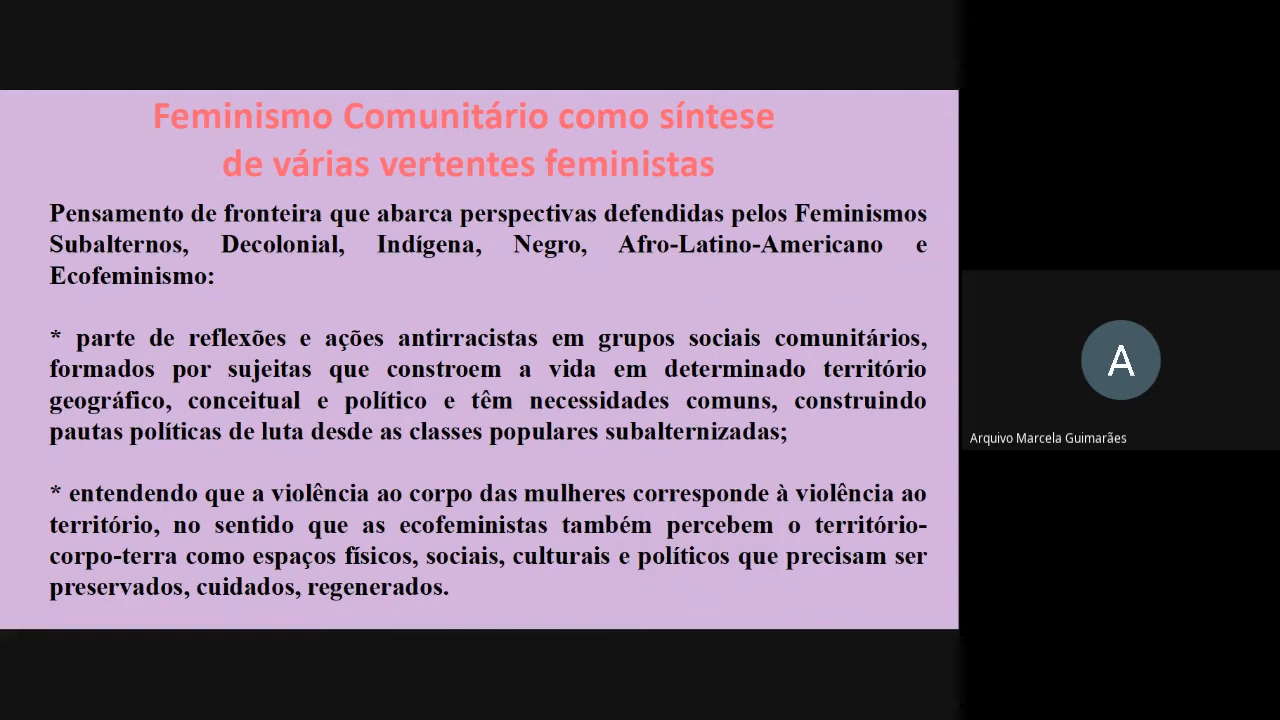 Feminismo Comunitário como síntese
de várias vertentes feministas
Pensamento de fronteira que abarca perspectivas defendidas pelos Feminismos
Subalternos, Decolonial, Indígena, Negro, Afro-Latino-Americano e
Ecofeminismo:
* parte de reflexões e ações antirracistas em grupos sociais comunitários,
formados por sujeitas que constroem a vida em determinado território
geográfico, conceitual e político e têm necessidades comuns, construindo
pautas políticas de luta desde as classes populares subalternizadas;
* entendendo que a violência ao corpo das mulheres corresponde à violência ao
território, no sentido que as ecofeministas também percebem o território-
corpo-terra como espaços físicos, sociais, culturais e políticos que precisam ser
preservados, cuidados, regenerados.
A
Arquivo Marcela Guimarães